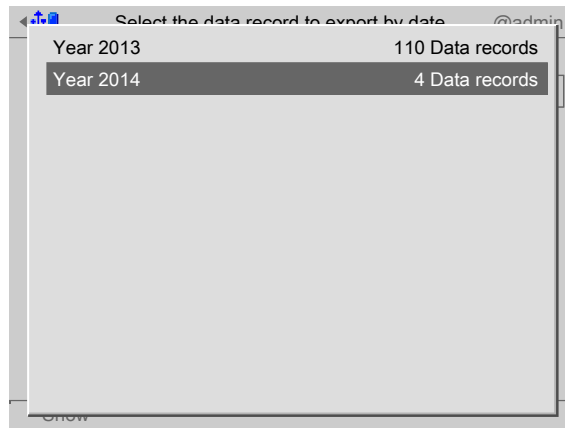 Select the data record to export by date @admin
Year 2013 110 Data records
Year 2014 4 Data records
Show